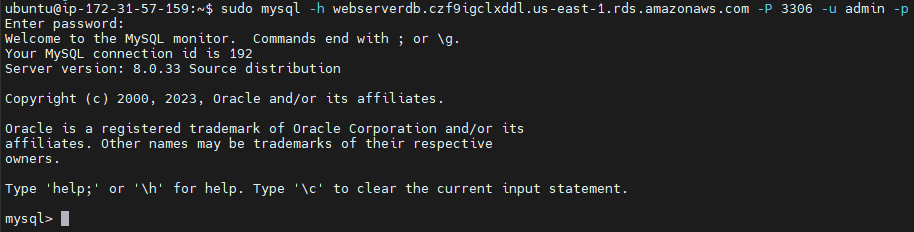 ubuntu@ip-172-31-57-159:~$ sudo mysql -h webserverdb.czf9igclxddl.us-east-1.rds.amazonaws.com -P 3306 -u admin -p
Enter password:
Welcome to the MySQL monitor.  Commands end with ; or \g.
Your MySQL connection id is 192
Server version: 8.0.33 Source distribution
Copyright (c) 2000, 2023, Oracle and/or its affiliates.
Oracle is a registered trademark of Oracle Corporation and/or its
affiliates. Other names may be trademarks of their respective
owners.
Type 'help;' or '\h' for help. Type '\c' to clear the current input statement.
mysql>